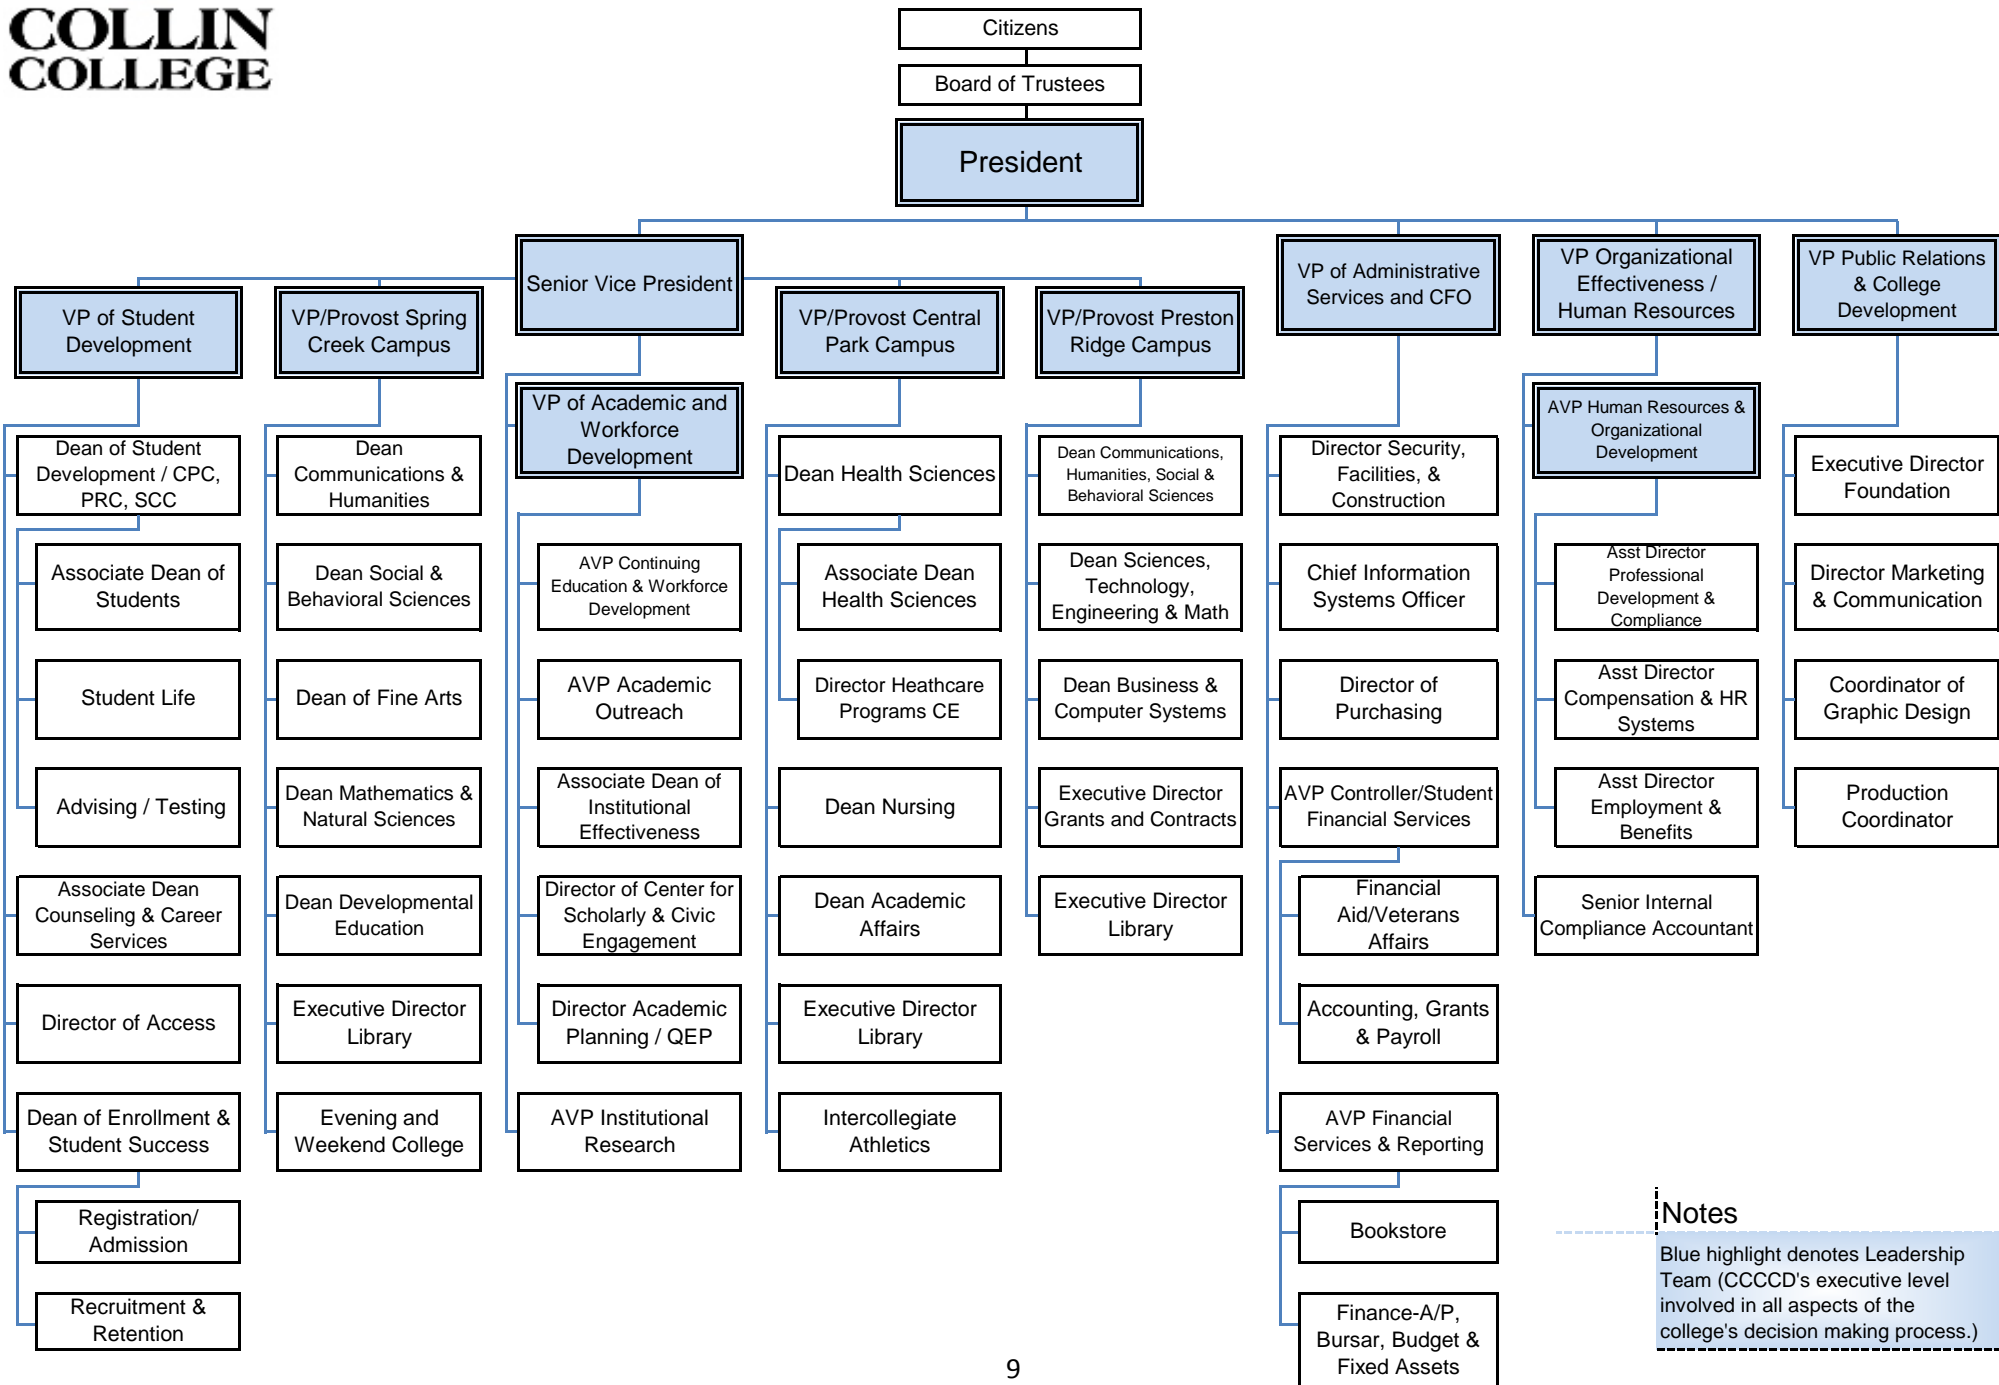 COLLIN
COLLEGE
Citizens
Board of Trustees
President
Senior Vice President
VP of Administrative
Services and CFO
VP Organizational
Effectiveness /
Human Resources
VP Public Relations
& College
Development
VP of Student
Development
VP/Provost Spring
Creek Campus
VP/Provost Central
Park Campus
VP/Provost Preston
Ridge Campus
VP of Academic and
Workforce
Development
AVP Human Resources &
Organizational
Development
Dean of Student
Development / CPC,
PRC, SCC
Dean
Communications &
Humanities
Dean Health Sciences
Dean Communications,
Humanities, Social &
Behavioral Sciences
Director Security,
Facilities, &
Construction
Executive Director
Foundation
Associate Dean of
Students
Dean Social &
Behavioral Sciences
AVP Continuing
Education & Workforce
Development
Associate Dean
Health Sciences
Dean Sciences,
Technology,
Engineering & Math
Chief Information
Systems Officer
Asst Director
Professional
Development &
Compliance
Director Marketing
& Communication
Student Life
Dean of Fine Arts
AVP Academic
Outreach
Director Heathcare
Programs CE
Dean Business &
Computer Systems
Director of
Purchasing
Asst Director
Compensation & HR
Systems
Coordinator of
Graphic Design
Advising / Testing
Dean Mathematics &
Natural Sciences
Associate Dean of
Institutional
Effectiveness
Dean Nursing
Executive Director
Grants and Contracts
AVP Controller/Student
Financial Services
Asst Director
Employment &
Benefits
Production
Coordinator
Associate Dean
Counseling & Career
Services
Dean Developmental
Education
Director of Center for
Scholarly & Civic
Engagement
Dean Academic
Affairs
Executive Director
Library
Financial
Aid/Veterans
Affairs
Senior Internal
Compliance Accountant
Director of Access
Executive Director
Library
Director Academic
Planning / QEP
Executive Director
Library
Accounting, Grants
& Payroll
Dean of Enrollment &
Student Success
Evening and
Weekend College
AVP Institutional
Research
Intercollegiate
Athletics
AVP Financial
Services & Reporting
Registration/
Admission
Bookstore
Recruitment &
Retention
Finance-A/P,
Bursar, Budget &
Fixed Assets
Notes
Blue highlight denotes Leadership
Team (CCCCD's executive level
involved in all aspects of the
college's decision making process.)
9